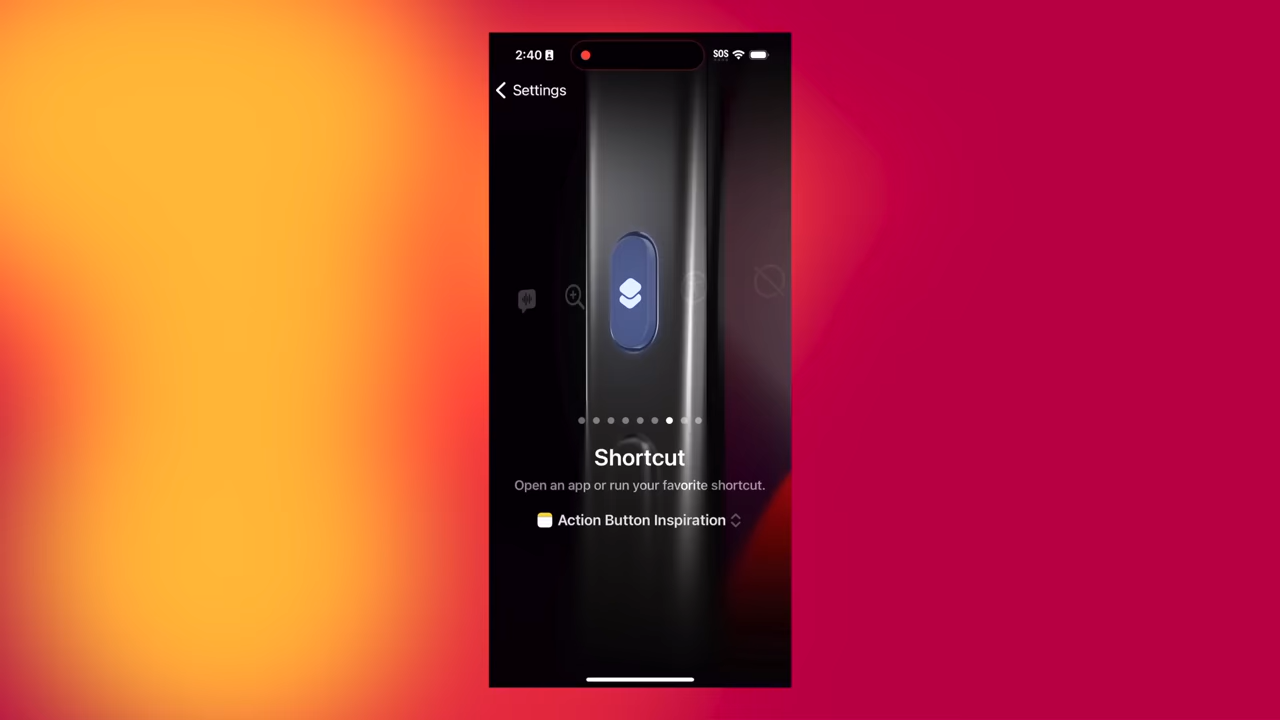 2:40
SOS
Settings
Shortcut
Open an app or run your favorite shortcut.
Action Button Inspiration